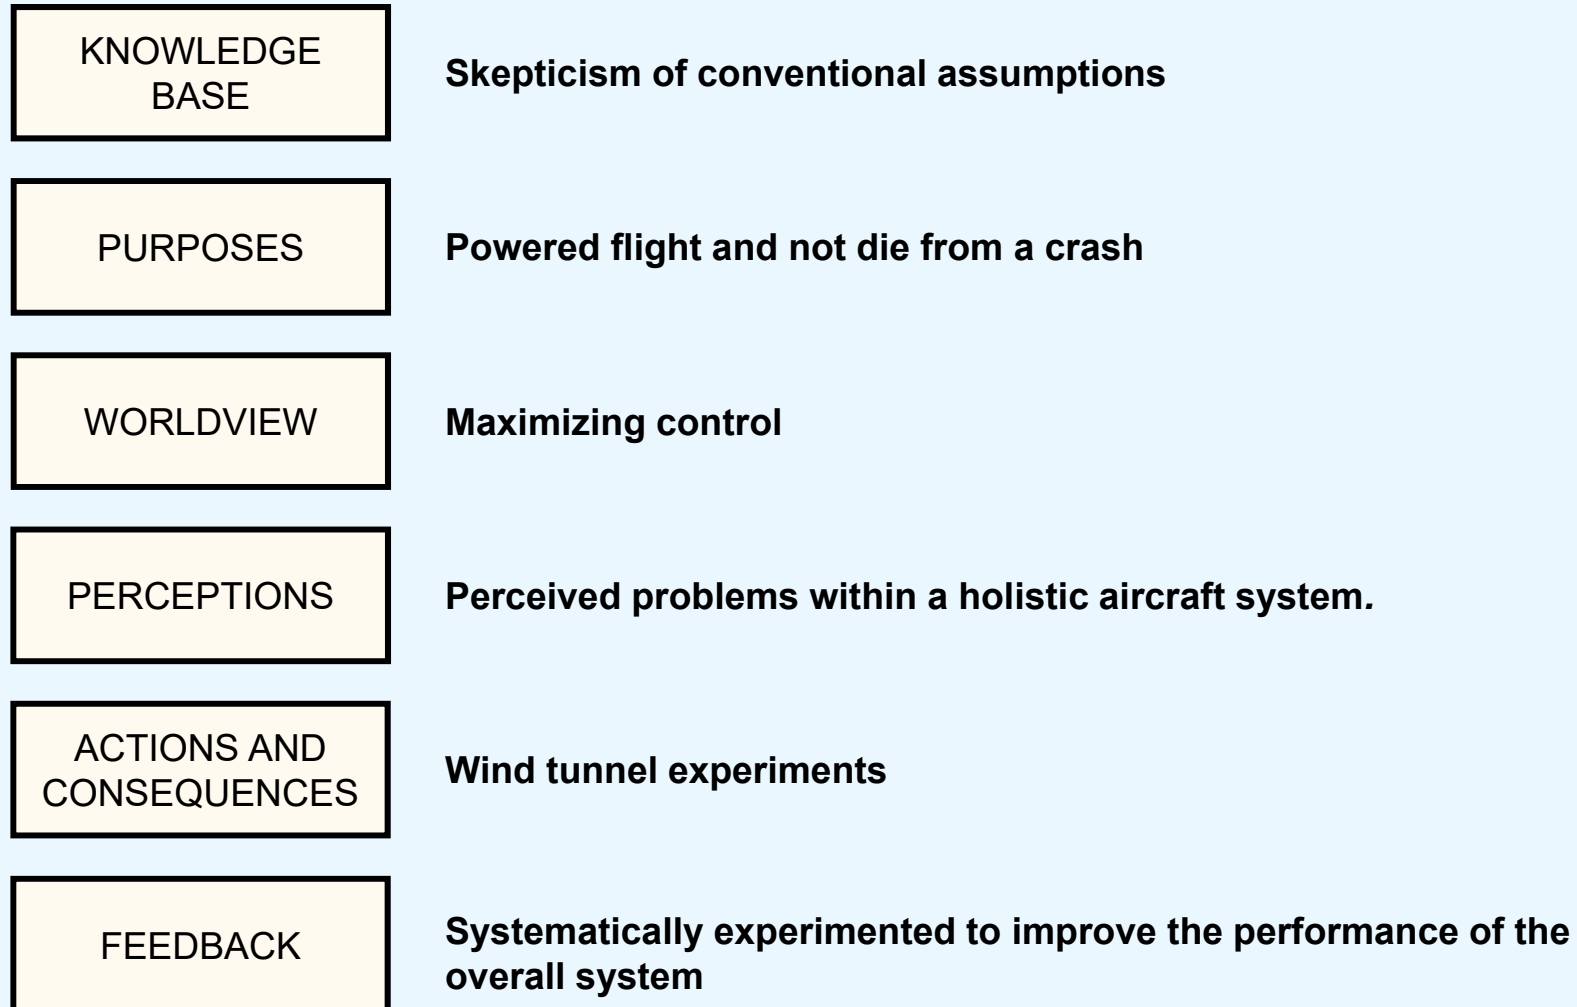 KNOWLEDGE
BASE
Skepticism of conventional assumptions
PURPOSES
Powered flight and not die from a crash
WORLDVIEW
Maximizing control
PERCEPTIONS
Perceived problems within a holistic aircraft system.
ACTIONS AND
CONSEQUENCES
Wind tunnel experiments
FEEDBACK
Systematically experimented to improve the performance of the
overall system